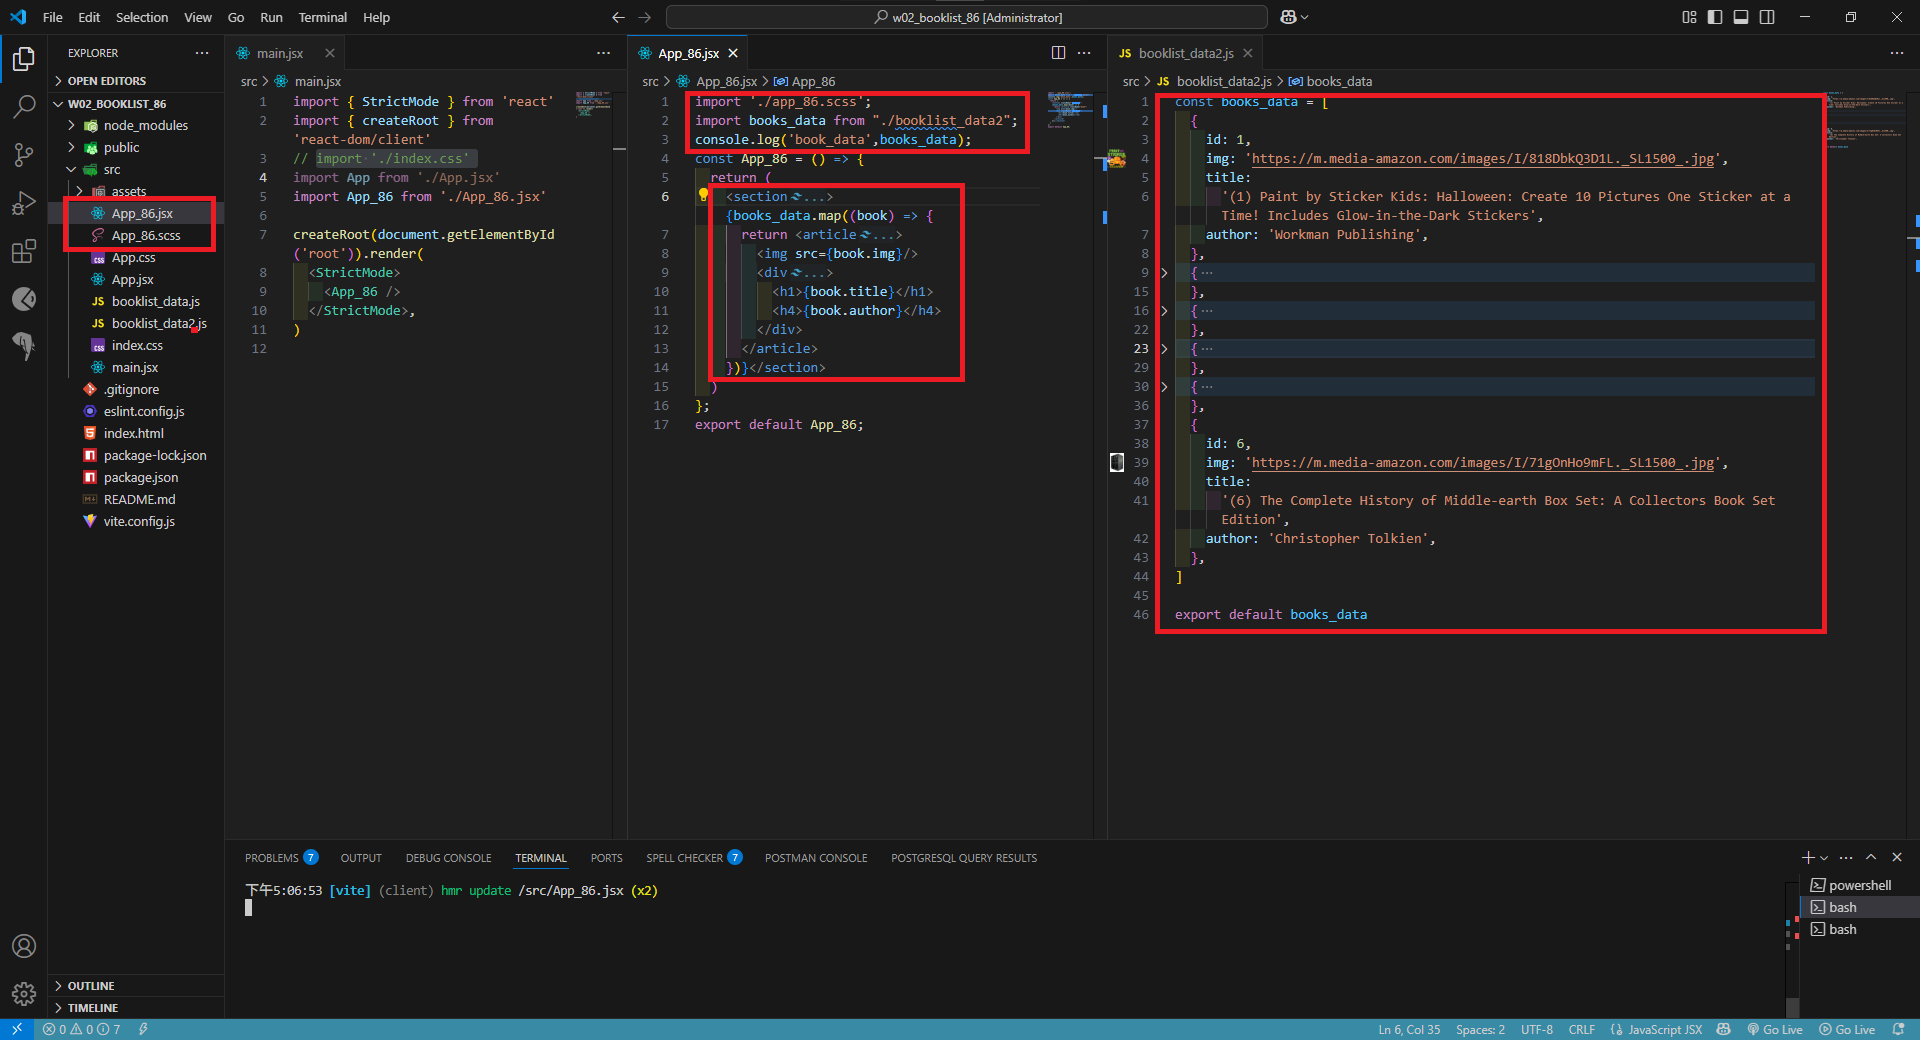 File Edit Selection View Go Run Terminal Help
w02_booklist_86 [Administrator]
EXPLORER
OPEN EDITORS
W02_BOOKLIST_86
node_modules
public
src
assets
App_86.jsx
App_86.scss
App.css
App.jsx
booklist_data.js
booklist_data2.js
index.css
main.jsx
.gitignore
eslint.config.js
index.html
package-lock.json
package.json
README.md
vite.config.js
OUTLINE
TIMELINE
main.jsx
src > main.jsx
1 import { StrictMode } from 'react'
2 import { createRoot } from
'react-dom/client'
3 // import './index.css'
4 import App from './App.jsx'
5 import App_86 from './App_86.jsx'
6
7 createRoot(document.getElementById
('root')).render(
8 <StrictMode>
9 <App_86 />
10 </StrictMode>,
11 )
12
App_86.jsx
src > App_86.jsx > App_86
1 import './app_86.scss';
2 import books_data from "./booklist_data2";
3 console.log('book_data',books_data);
4 const App_86 = () => {
5 return (
6 <section ...>
{books_data.map((book) => {
7 return <article ...>
8 <img src={book.img}/>
9 <div ...>
10 <h1>{book.title}</h1>
11 <h4>{book.author}</h4>
12 </div>
13 </article>
14 })}</section>
15 )
16 };
17 export default App_86;
booklist_data2.js
src > booklist_data2.js > books_data
1 const books_data = [
2 {
3 id: 1,
4 img: 'https://m.media-amazon.com/images/I/818DbkQ3D1L._SL1500_.jpg',
5 title:
6 '(1) Paint by Sticker Kids: Halloween: Create 10 Pictures One Sticker at a
Time! Includes Glow-in-the-Dark Stickers',
7 author: 'Workman Publishing',
8 },
9 { ...
15 },
16 { ...
22 },
23 { ...
29 },
30 { ...
36 },
37 {
38 id: 6,
39 img: 'https://m.media-amazon.com/images/I/71gOnHo9mFL._SL1500_.jpg',
40 title:
41 '(6) The Complete History of Middle-earth Box Set: A Collectors Book Set
Edition',
42 author: 'Christopher Tolkien',
43 },
44 ]
45
46 export default books_data
PROBLEMS 7 OUTPUT DEBUG CONSOLE TERMINAL PORTS SPELL CHECKER 7 POSTMAN CONSOLE POSTGRESQL QUERY RESULTS
下午5:06:53 [vite] (client) hmr update /src/App_86.jsx (x2)
powershell
bash
bash
0 0 7
Ln 6, Col 35 Spaces: 2 UTF-8 CRLF JavaScript JSX Go Live Go Live